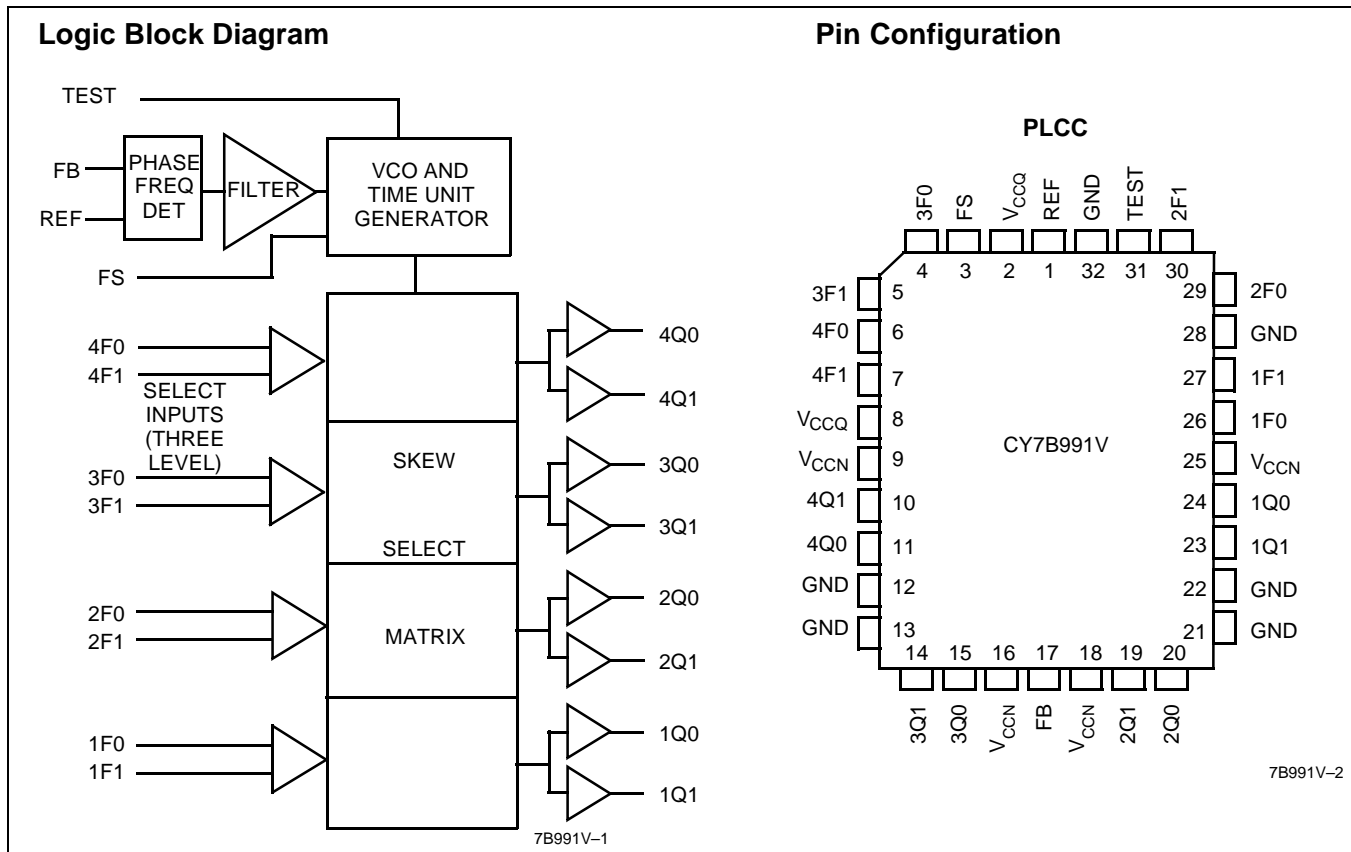 Logic Block Diagram
TEST
FB
REF
PHASE
FREQ
DET
FILTER
VCO AND
TIME UNIT
GENERATOR
FS
4F0
4F1
SELECT
INPUTS
(THREE
LEVEL)
3F0
3F1
2F0
2F1
1F0
1F1
SKEW
SELECT
MATRIX
4Q0
4Q1
3Q0
3Q1
2Q0
2Q1
1Q0
1Q1
7B991V–1
Pin Configuration
PLCC
3F0
FS
VCCQ
REF
GND
TEST
2F1
4 3 2 1 32 31 30
3F1 5
4F0 6
4F1 7
VCCQ 8
VCCN 9
4Q1 10
4Q0 11
GND 12
GND 13
CY7B991V
29 2F0
28 GND
27 1F1
26 1F0
25 VCCN
24 1Q0
23 1Q1
22 GND
21 GND
14 15 16 17 18 19 20
3Q1
3Q0
VCCN
FB
VCCN
2Q1
2Q0
7B991V–2